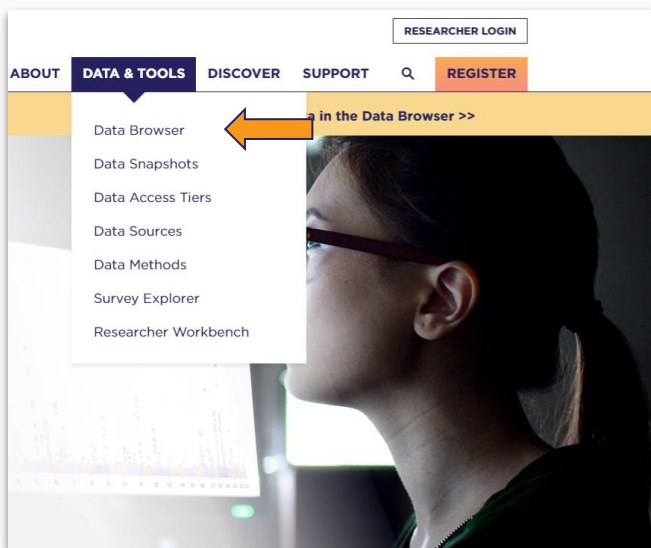 RESEARCHER LOGIN
ABOUT DATA & TOOLS DISCOVER SUPPORT REGISTER
a in the Data Browser >>
Data Browser
Data Snapshots
Data Access Tiers
Data Sources
Data Methods
Survey Explorer
Researcher Workbench